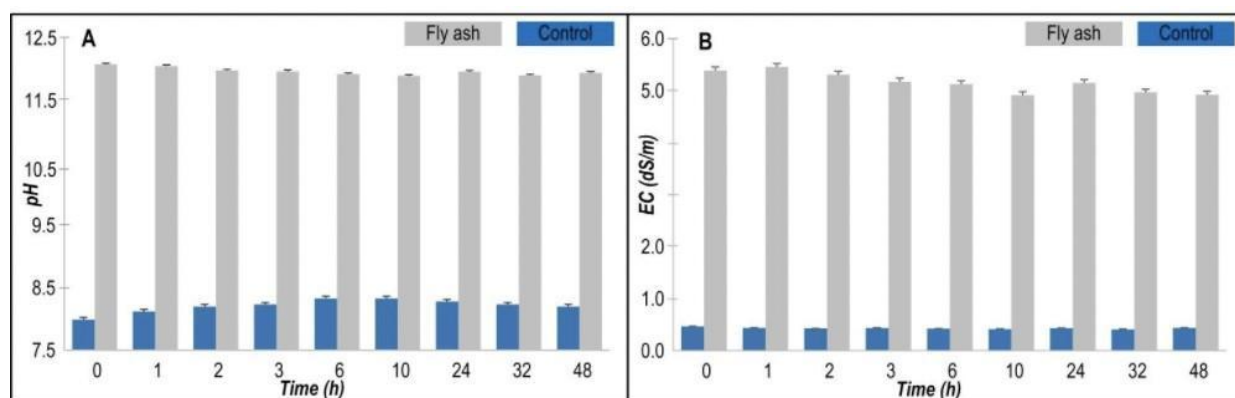 A
Fly ash
Control
12.5
11.5
10.5
9.5
8.5
7.5
pH
0 1 2 3 6 10 24 32 48
Time (h)
B
Fly ash
Control
6.0
5.0
2.0
1.0
0.0
EC (dS/m)
0 1 2 3 6 10 24 32 48
Time (h)